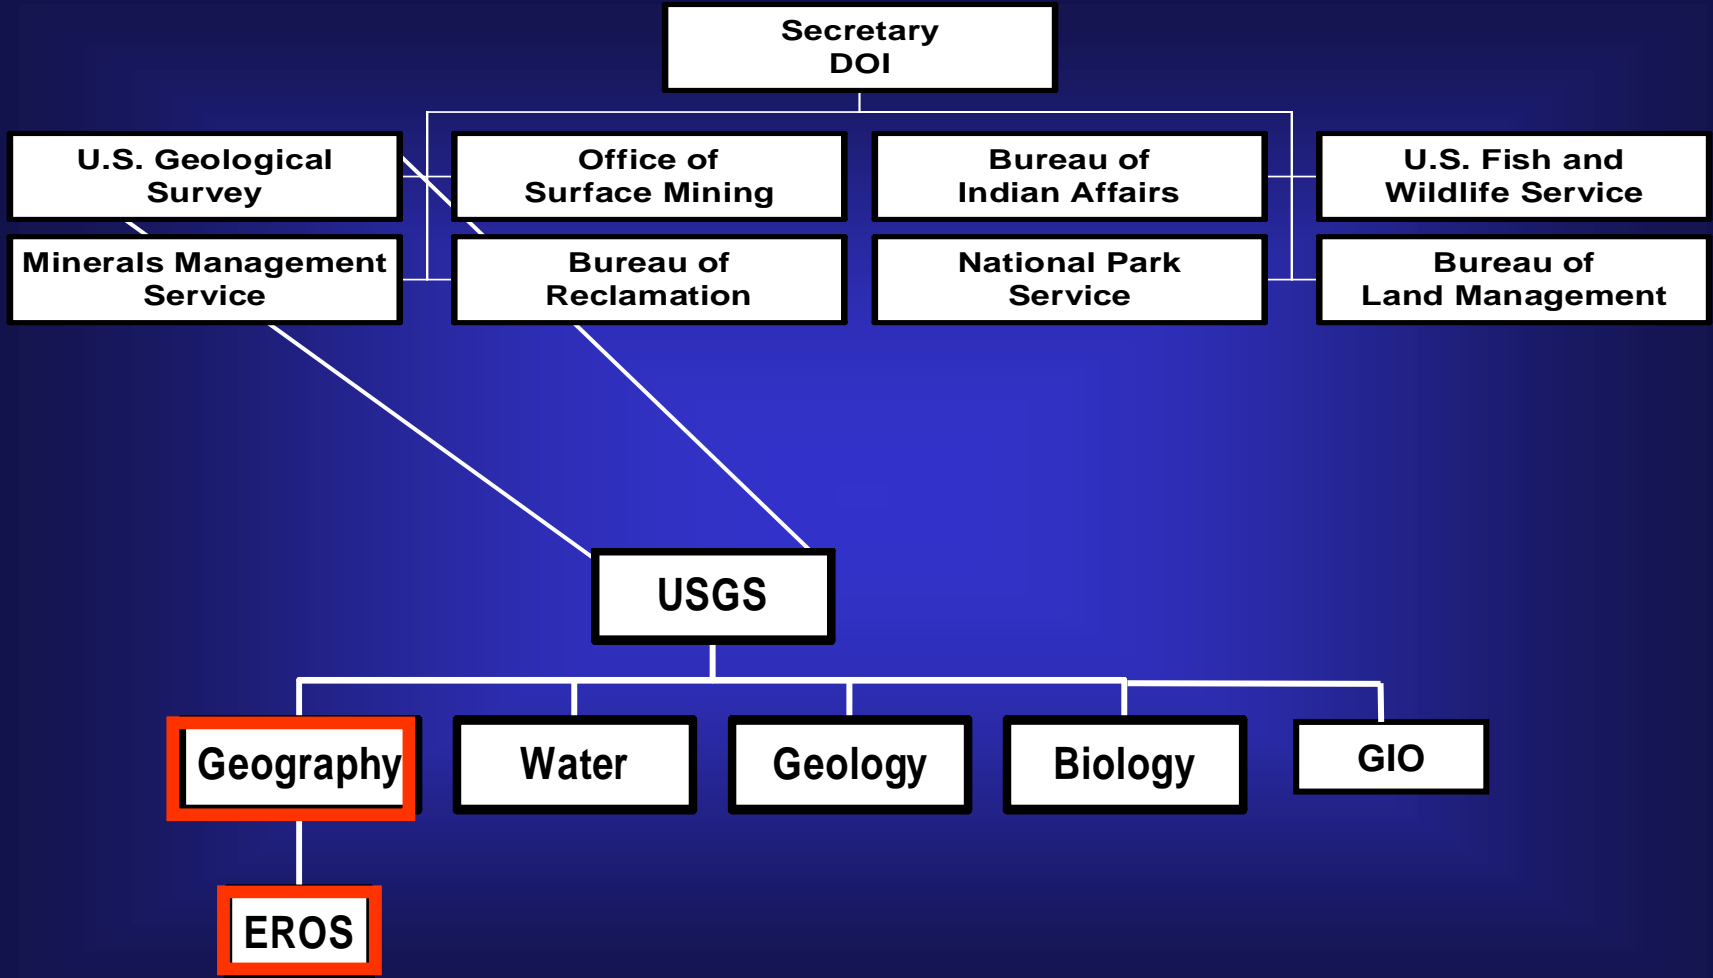 Secretary
DOI
U.S. Geological
Survey
Office of
Surface Mining
Bureau of
Indian Affairs
U.S. Fish and
Wildlife Service
Minerals Management
Service
Bureau of
Reclamation
National Park
Service
Bureau of
Land Management
USGS
Geography
Water
Geology
Biology
GIO
EROS